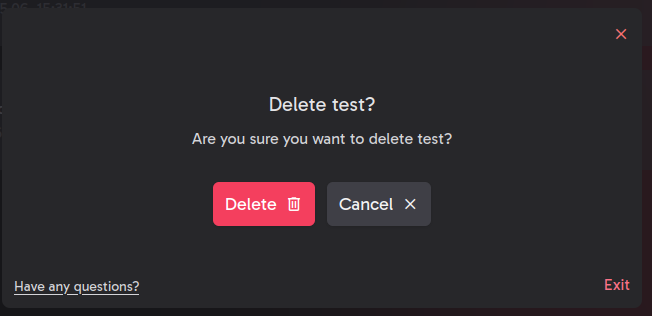 Delete test?
Are you sure you want to delete test?
Delete
Cancel
Have any questions?
Exit